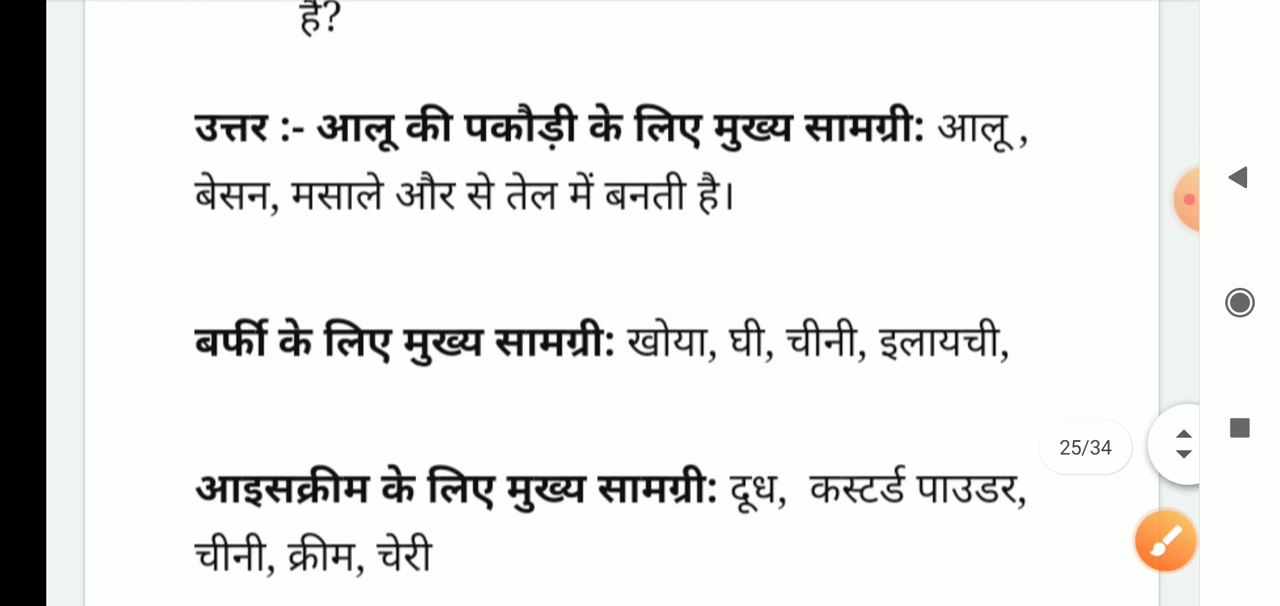 है?
उत्तर :- आलू की पकौड़ी के लिए मुख्य सामग्री: आलू ,
बेसन, मसाले और से तेल में बनती है।
बर्फी के लिए मुख्य सामग्री: खोया, घी, चीनी, इलायची,
25/34
आइसक्रीम के लिए मुख्य सामग्री: दूध, कस्टर्ड पाउडर,
चीनी, क्रीम, चेरी